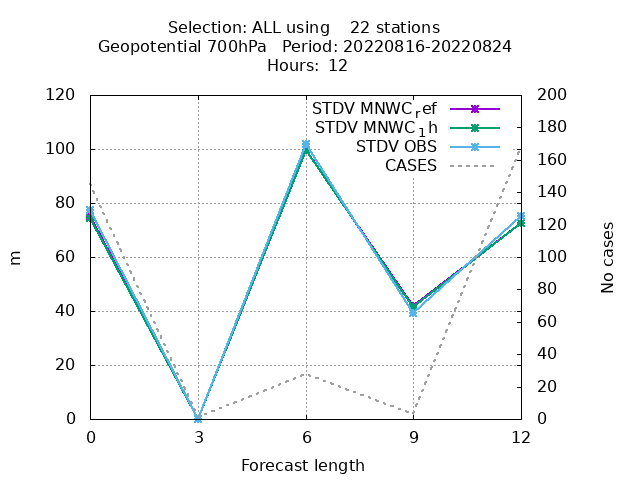 Selection: ALL using    22 stations
Geopotential 700hPa   Period: 20220816-20220824
Hours:  12
120
100
80
60
40
20
0
m
200
180
160
140
120
100
80
60
40
20
0
No cases
STDV MNWC_ref
STDV MNWC_1h
STDV OBS
CASES
0 3 6 9 12
Forecast length